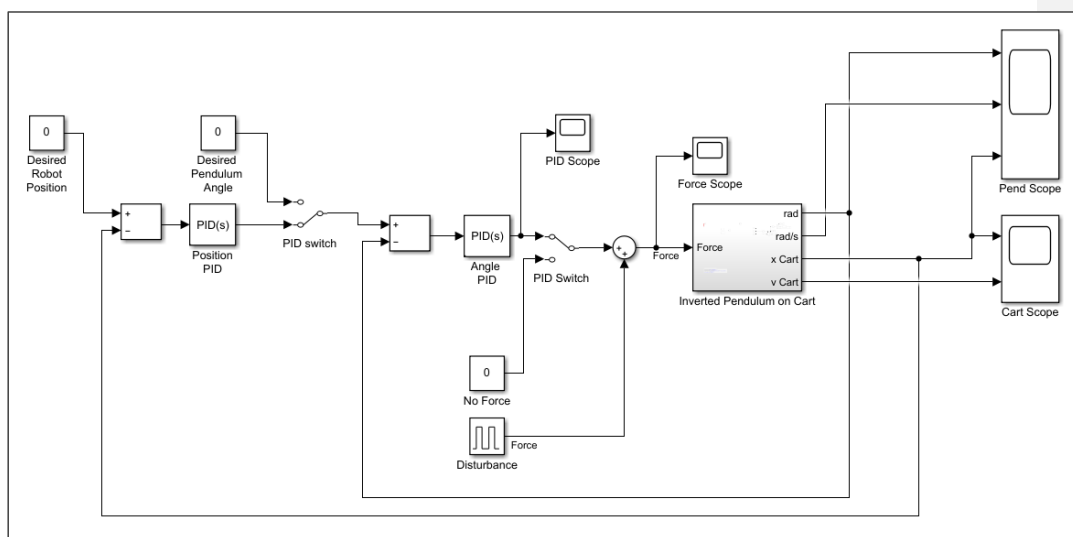 0
Desired
Robot
Position
+
−
PID(s)
Position
PID
0
Desired
Pendulum
Angle
PID switch
+
−
PID(s)
Angle
PID
PID Scope
PID Switch
0
No Force
Disturbance
Force
+
+
Force
Force Scope
Force
rad
rad/s
x Cart
v Cart
Inverted Pendulum on Cart
Pend Scope
Cart Scope